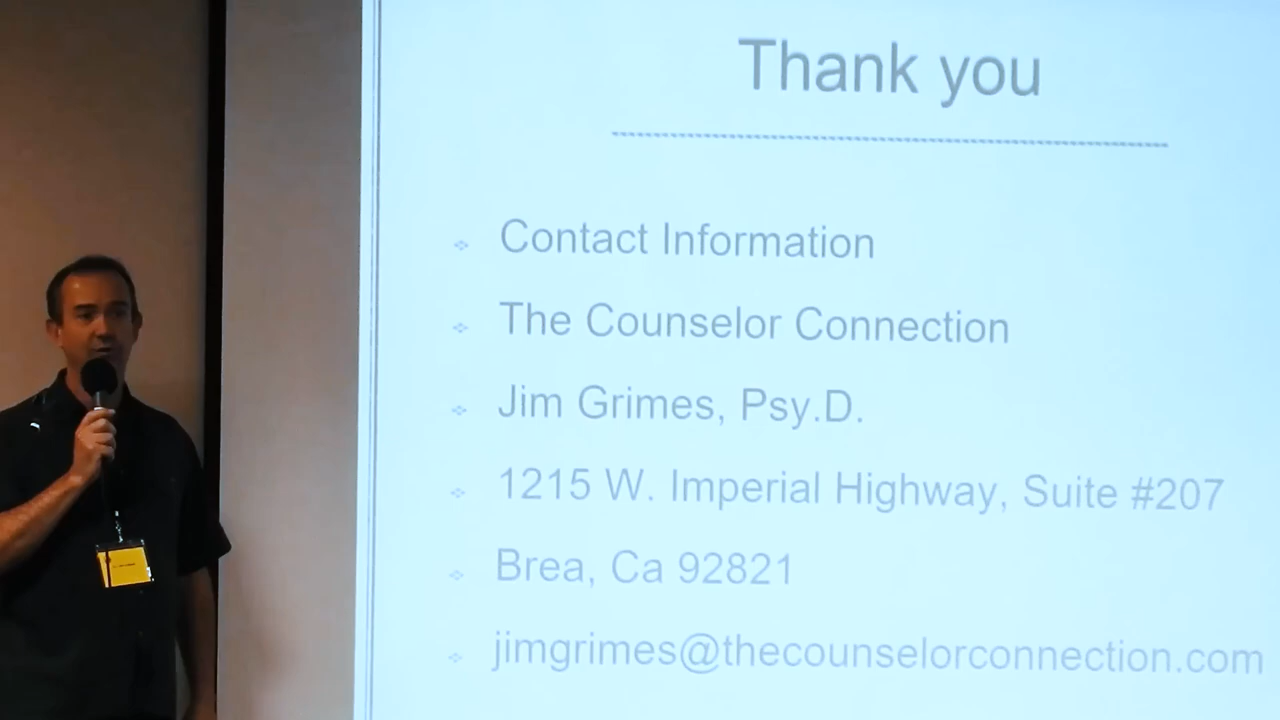 Thank you
Contact Information
The Counselor Connection
Jim Grimes, Psy.D.
1215 W. Imperial Highway, Suite #207
Brea, Ca 92821
jimgrimes@thecounselorconnection.com